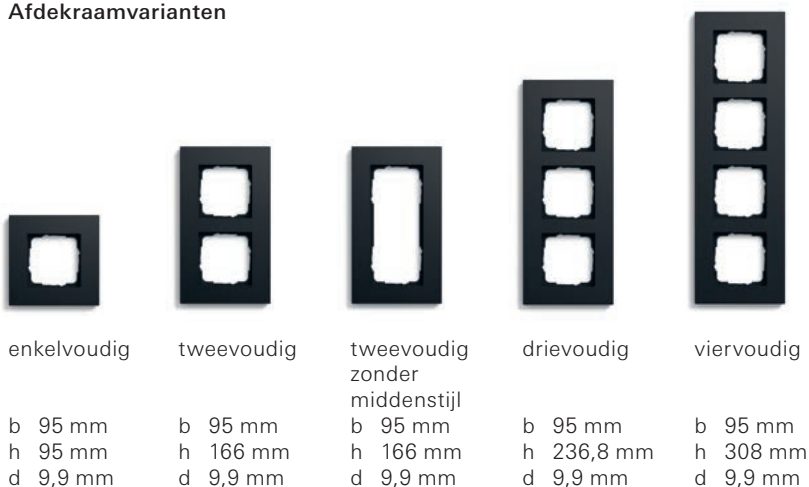 Afdekraamvarianten
enkelvoudig
b 95 mm
h 95 mm
d 9,9 mm
tweevoudig
b 95 mm
h 166 mm
d 9,9 mm
tweevoudig
zonder
middenstijl
b 95 mm
h 166 mm
d 9,9 mm
drievoudig
b 95 mm
h 236,8 mm
d 9,9 mm
viervoudig
b 95 mm
h 308 mm
d 9,9 mm